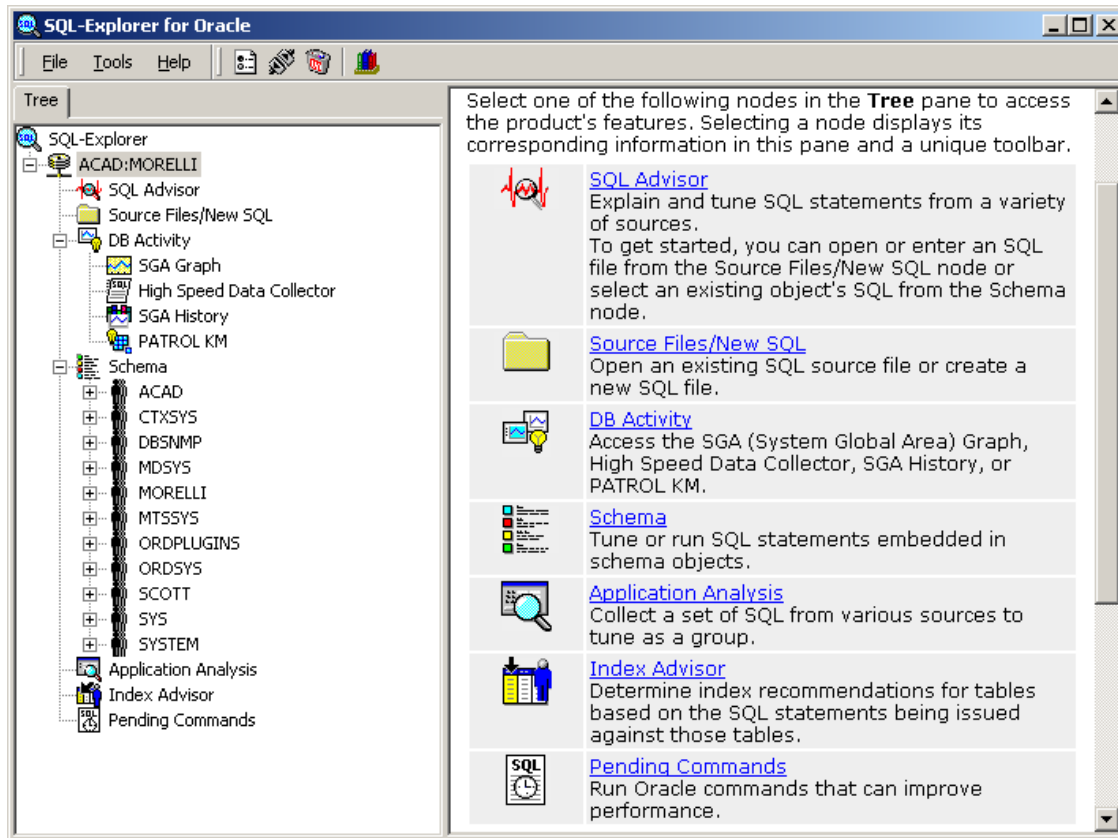 SQL-Explorer for Oracle
File Tools Help
Tree
SQL-Explorer
ACAD:MORELLI
SQL Advisor
Source Files/New SQL
DB Activity
SGA Graph
High Speed Data Collector
SGA History
PATROL KM
Schema
ACAD
CTXSYS
DBSNMP
MDSYS
MORELLI
MTSSYS
ORDPLUGINS
ORDSYS
SCOTT
SYS
SYSTEM
Application Analysis
Index Advisor
Pending Commands
Select one of the following nodes in the Tree pane to access
the product's features. Selecting a node displays its
corresponding information in this pane and a unique toolbar.
SQL Advisor
Explain and tune SQL statements from a variety
of sources.
To get started, you can open or enter an SQL
file from the Source Files/New SQL node or
select an existing object's SQL from the Schema
node.
Source Files/New SQL
Open an existing SQL source file or create a
new SQL file.
DB Activity
Access the SGA (System Global Area) Graph,
High Speed Data Collector, SGA History, or
PATROL KM.
Schema
Tune or run SQL statements embedded in
schema objects.
Application Analysis
Collect a set of SQL from various sources to
tune as a group.
Index Advisor
Determine index recommendations for tables
based on the SQL statements being issued
against those tables.
SQL
Pending Commands
Run Oracle commands that can improve
performance.